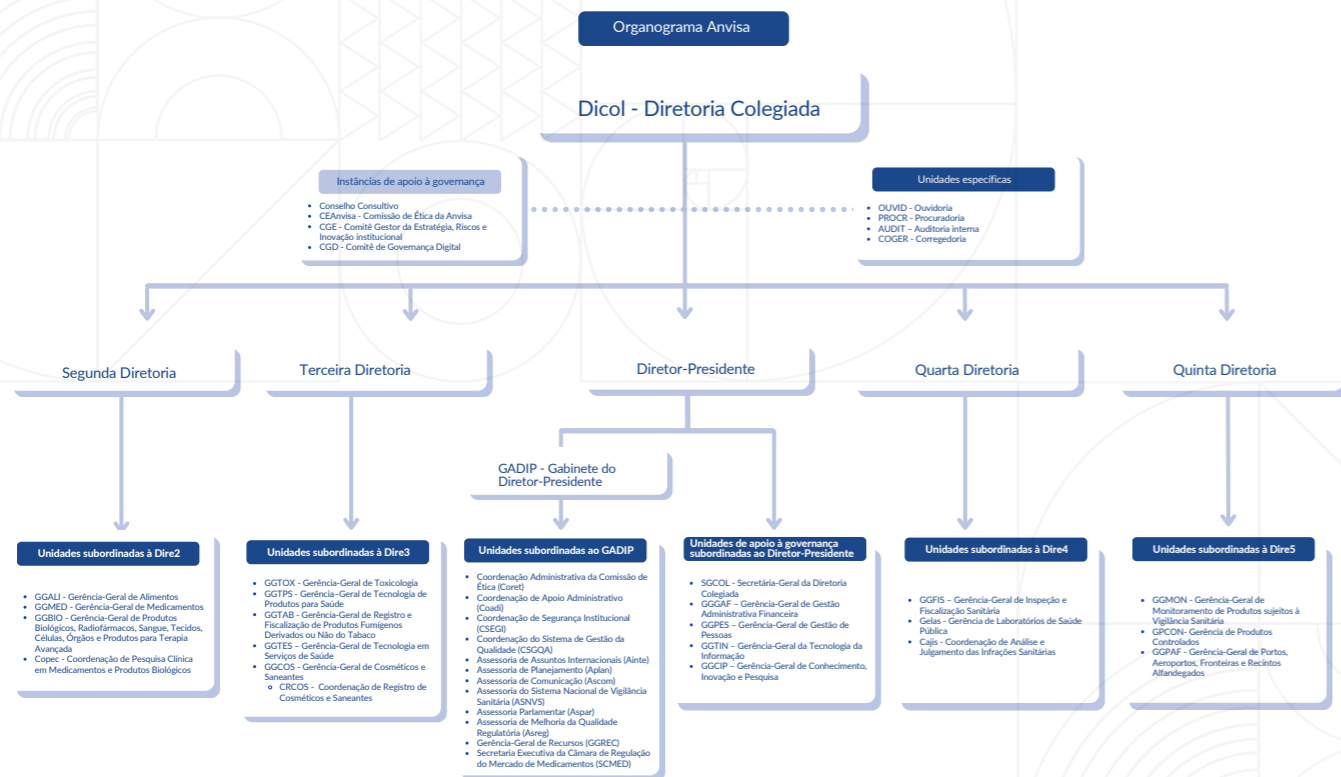 Organograma Anvisa
Dicol - Diretoria Colegiada
Instâncias de apoio à governança
• Conselho Consultivo
• CEAnvisa - Comissão de Ética da Anvisa
• CGE - Comitê Gestor da Estratégia, Riscos e
Inovação institucional
• CGD - Comitê de Governança Digital
Unidades específicas
• OUVID - Ouvidoria
• PROCR - Procuradoria
• AUDIT – Auditoria interna
• COGER - Corregedoria
Segunda Diretoria
Terceira Diretoria
Diretor-Presidente
Quarta Diretoria
Quinta Diretoria
GADIP - Gabinete do
Diretor-Presidente
Unidades subordinadas à Dire2
• GGALI - Gerência-Geral de Alimentos
• GGMED - Gerência-Geral de Medicamentos
• GGBIO - Gerência-Geral de Produtos
Biológicos, Radiofármacos, Sangue, Tecidos,
Células, Órgãos e Produtos para Terapia
Avançada
• Copec - Coordenação de Pesquisa Clínica
em Medicamentos e Produtos Biológicos
Unidades subordinadas à Dire3
• GGTOX - Gerência-Geral de Toxicologia
• GGTPS - Gerência-Geral de Tecnologia de
Produtos para Saúde
• GGTAB - Gerência-Geral de Registro e
Fiscalização de Produtos Fumígenos
Derivados ou Não do Tabaco
• GGTES - Gerência-Geral de Tecnologia em
Serviços de Saúde
• GGCOS - Gerência-Geral de Cosméticos e
Saneantes
○ CRCOS - Coordenação de Registro de
Cosméticos e Saneantes
Unidades subordinadas ao GADIP
• Coordenação Administrativa da Comissão de
Ética (Coret)
• Coordenação de Apoio Administrativo
(Coadi)
• Coordenação de Segurança Institucional
(CSEGI)
• Coordenação do Sistema de Gestão da
Qualidade (CSGQA)
• Assessoria de Assuntos Internacionais (Ainte)
• Assessoria de Planejamento (Aplan)
• Assessoria de Comunicação (Ascom)
• Assessoria do Sistema Nacional de Vigilância
Sanitária (ASNVS)
• Assessoria Parlamentar (Aspar)
• Assessoria de Melhoria da Qualidade
Regulatória (Asreg)
• Gerência-Geral de Recursos (GGREC)
• Secretaria Executiva da Câmara de Regulação
do Mercado de Medicamentos (SCMED)
Unidades de apoio à governança
subordinadas ao Diretor-Presidente
• SGCOL - Secretária-Geral da Diretoria
Colegiada
• GGGAF – Gerência-Geral de Gestão
Administrativa Financeira
• GGPES – Gerência-Geral de Gestão de
Pessoas
• GGTIN – Gerência-Geral da Tecnologia da
Informação
• GGCIP – Gerência-Geral de Conhecimento,
Inovação e Pesquisa
Unidades subordinadas à Dire4
• GGFIS – Gerência-Geral de Inspeção e
Fiscalização Sanitária
• Gelas - Gerência de Laboratórios de Saúde
Pública
• Cajis - Coordenação de Análise e
Julgamento das Infrações Sanitárias
Unidades subordinadas à Dire5
• GGMON - Gerência-Geral de
Monitoramento de Produtos sujeitos à
Vigilância Sanitária
• GPCON- Gerência de Produtos
Controlados
• GGPAF – Gerência-Geral de Portos,
Aeroportos, Fronteiras e Recintos
Alfandegados